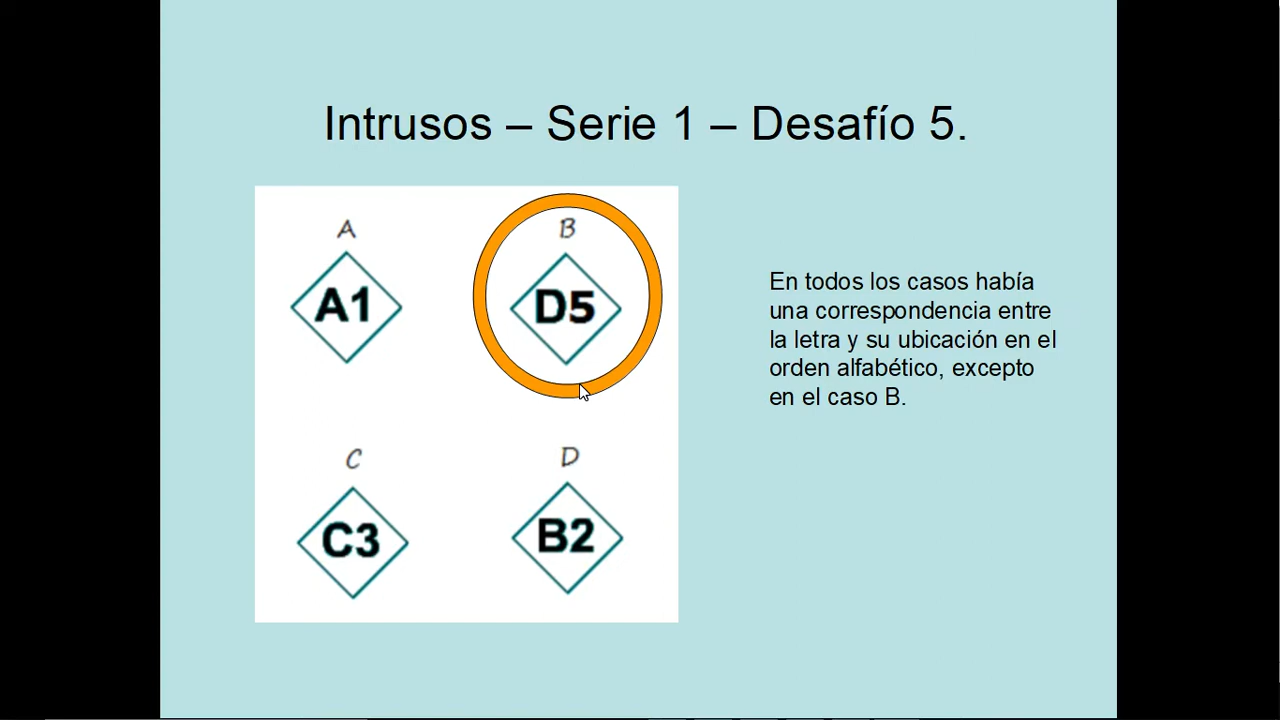 Intrusos – Serie 1 – Desafío 5.
A
B
A1
D5
C
D
C3
B2
En todos los casos había
una correspondencia entre
la letra y su ubicación en el
orden alfabético, excepto
en el caso B.